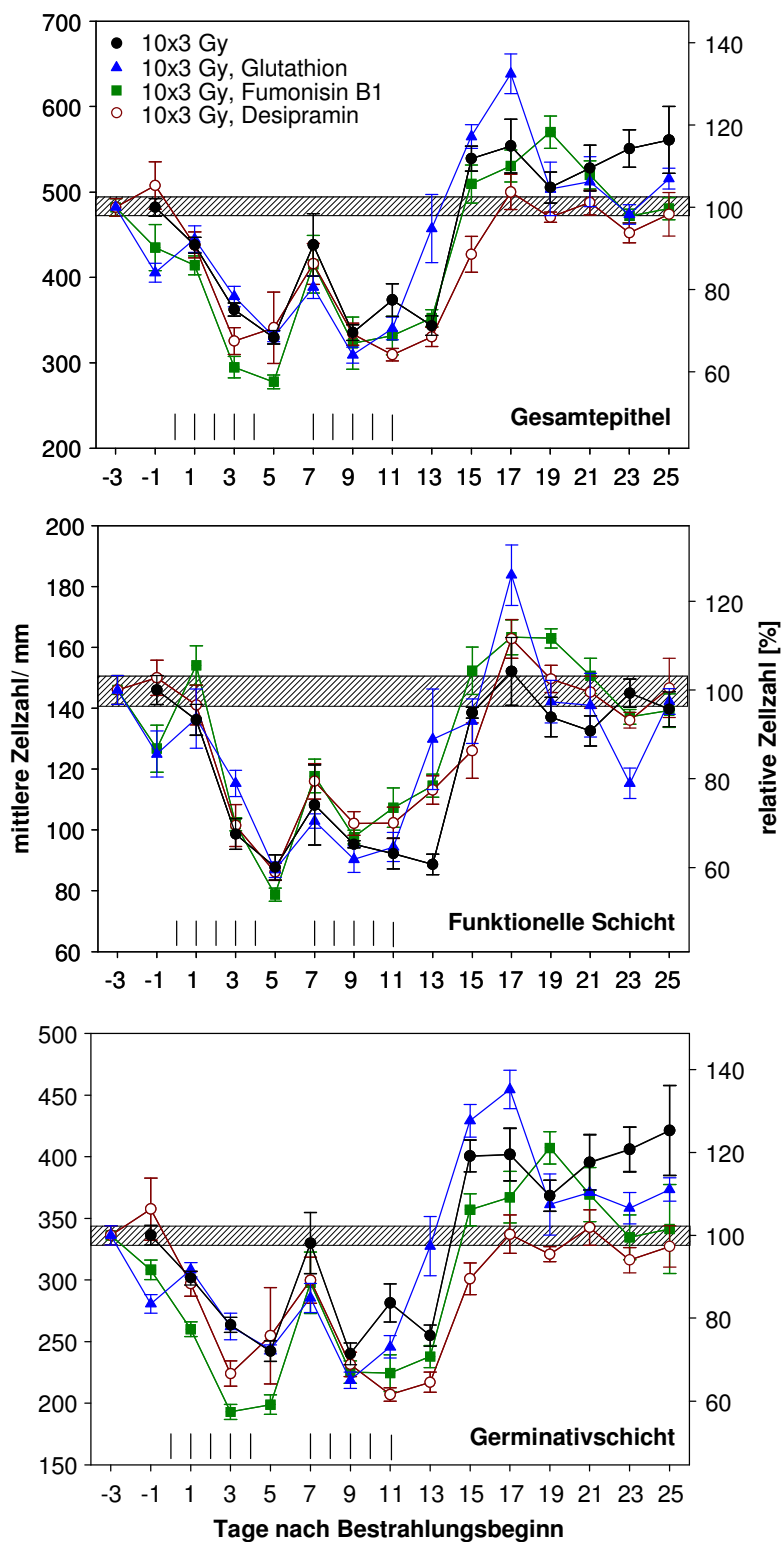 700
600
500
400
300
200
140
120
100
80
60
10x3 Gy
10x3 Gy, Glutathion
10x3 Gy, Fumonisin B1
10x3 Gy, Desipramin
Gesamtepithel
-3 -1 1 3 5 7 9 11 13 15 17 19 21 23 25
mittlere Zellzahl/ mm
200
180
160
140
120
100
80
60
120
100
80
60
relative Zellzahl [%]
Funktionelle Schicht
-3 -1 1 3 5 7 9 11 13 15 17 19 21 23 25
500
450
400
350
300
250
200
150
140
120
100
80
60
Germinativschicht
-3 -1 1 3 5 7 9 11 13 15 17 19 21 23 25
Tage nach Bestrahlungsbeginn